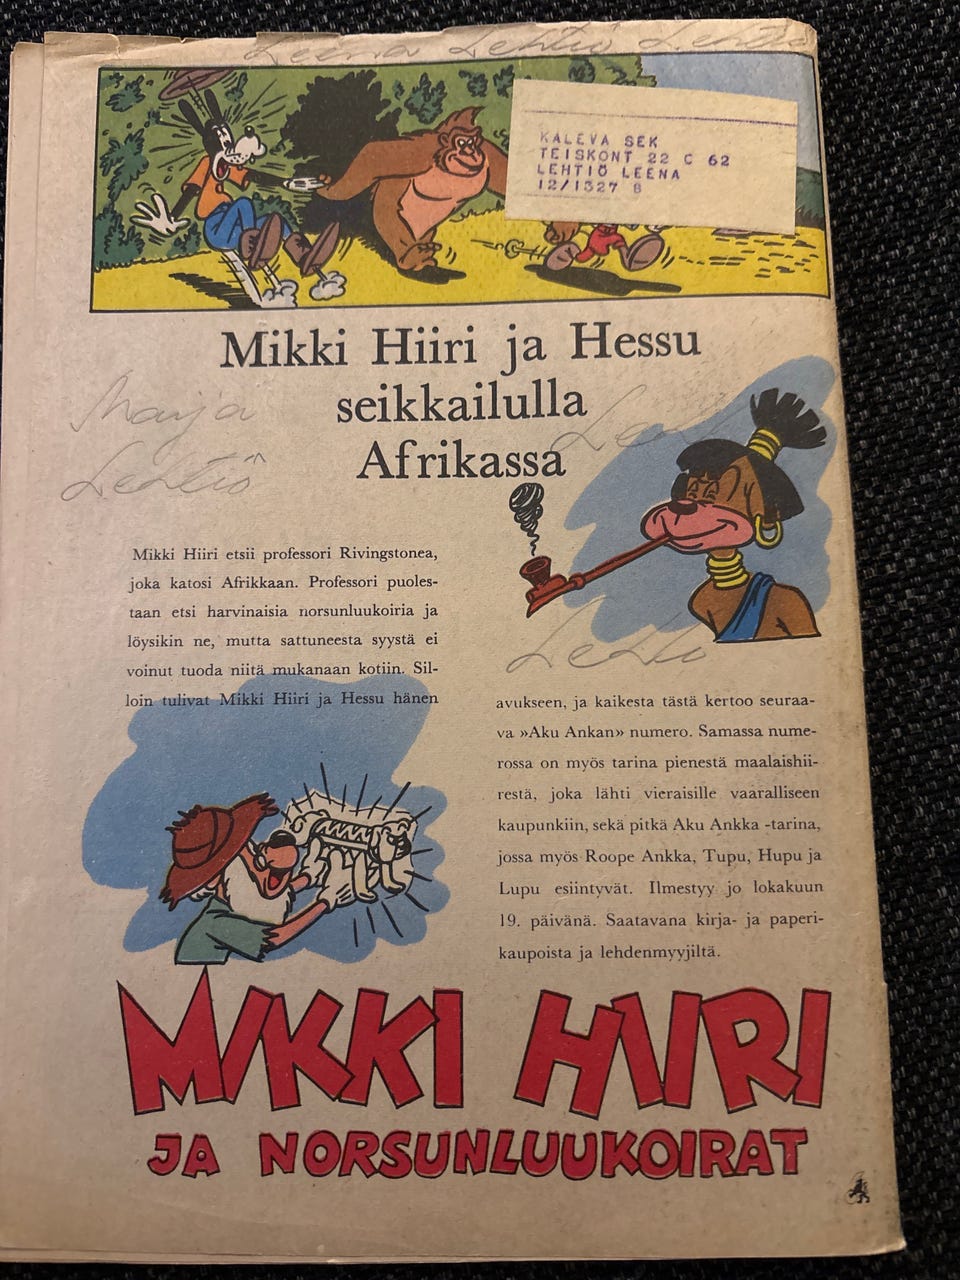 Leena Lehtiö Leht
KALEVA SEK
TEISKONT 22 C 62
LEHTIÖ LEENA
12/1327 8
Mikki Hiiri ja Hessu
seikkailulla
Afrikassa
Marja
Lehtiö
Leht
Mikki Hiiri etsii professori Rivingstonea,
joka katosi Afrikkaan. Professori puoles-
taan etsi harvinaisia norsunluukoiria ja
löysikin ne, mutta sattuneesta syystä ei
voinut tuoda niitä mukanaan kotiin. Sil-
loin tulivat Mikki Hiiri ja Hessu hänen
Lehti
avukseen, ja kaikesta tästä kertoo seuraa-
va »Aku Ankan» numero. Samassa nume-
rossa on myös tarina pienestä maalaishii-
restä, joka lähti vieraisille vaaralliseen
kaupunkiin, sekä pitkä Aku Ankka -tarina,
jossa myös Roope Ankka, Tupu, Hupu ja
Lupu esiintyvät. Ilmestyy jo lokakuun
19. päivänä. Saatavana kirja- ja paperi-
kaupoista ja lehdenmyyjiltä.
MIKKI HIIRI
JA NORSUNLUUKOIRAT